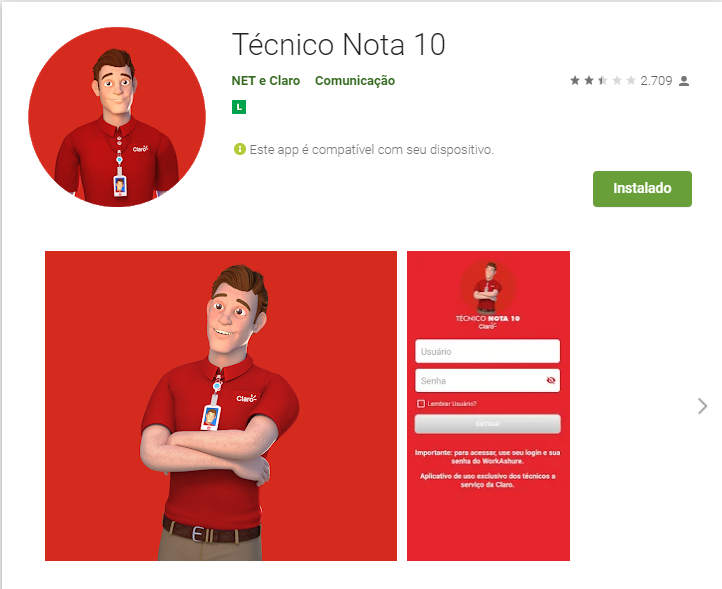 Técnico Nota 10
NET e Claro Comunicação
2.709
L
Este app é compatível com seu dispositivo.
Instalado
Claro
Claro
TÉCNICO NOTA 10
Claro
Usuário
Senha
Lembrar Usuário?
ENTRAR
Importante: para acessar, use seu login e sua
senha do WorkAshure.
Aplicativo de uso exclusivo dos técnicos a
serviço da Claro.